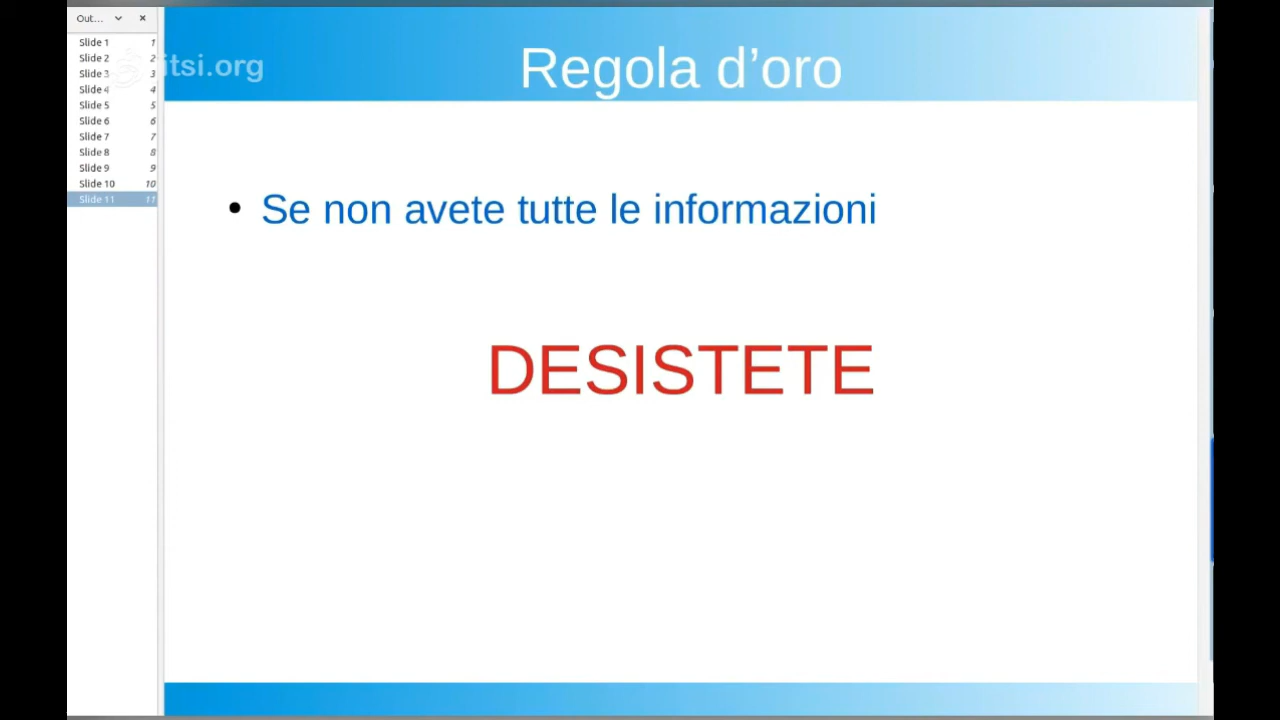 Out...
Slide 1 1
Slide 2 2
Slide 3 3
Slide 4 4
Slide 5 5
Slide 6 6
Slide 7 7
Slide 8 8
Slide 9 9
Slide 10 10
Slide 11 11
itsi.org
Regola d’oro
• Se non avete tutte le informazioni
DESISTETE